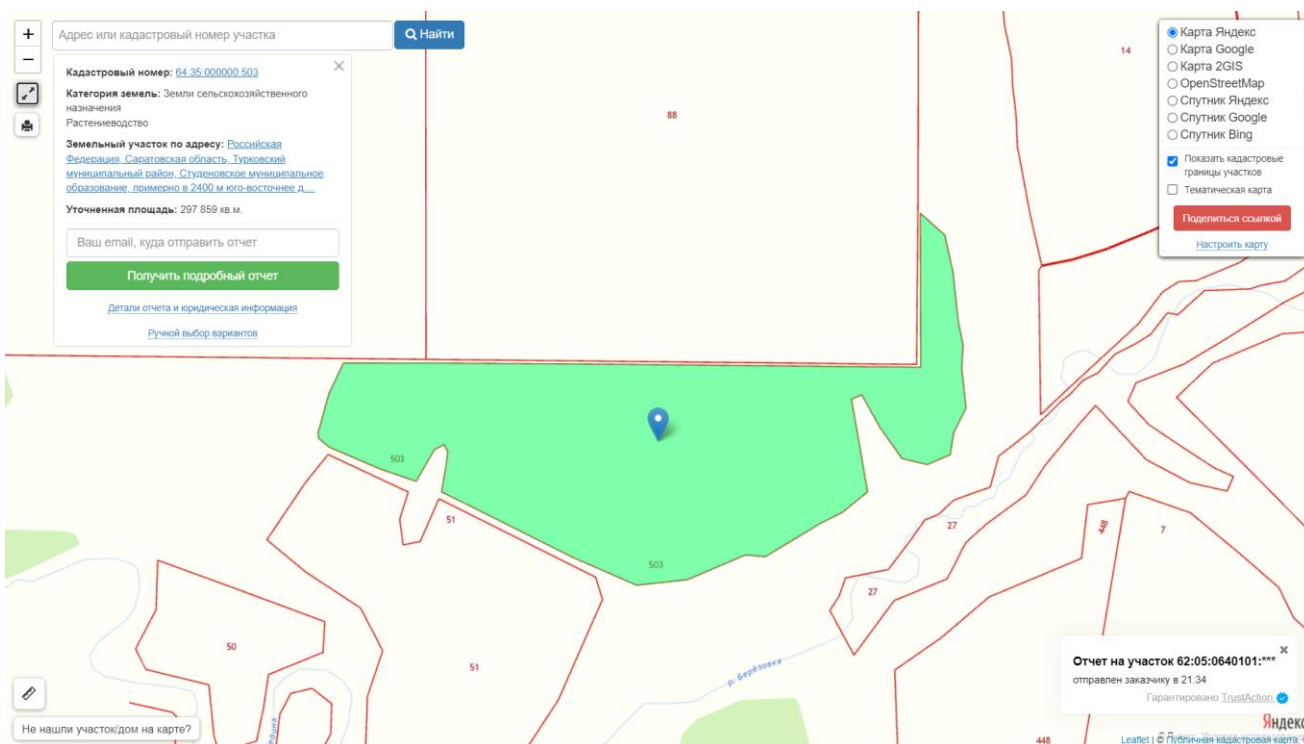 +
−
Адрес или кадастровый номер участка
Найти
Кадастровый номер: 64:35:000000:503
Категория земель: Земли сельскохозяйственного
назначения
Растениеводство
Земельный участок по адресу: Российская
Федерация, Саратовская область, Турковский
муниципальный район, Студеновское муниципальное
образование, примерно в 2400 м юго-восточнее д....
Уточненная площадь: 297 859 кв.м.
Ваш email, куда отправить отчет
Получить подробный отчет
Детали отчета и юридическая информация
Ручной выбор вариантов
Карта Яндекс
Карта Google
Карта 2GIS
OpenStreetMap
Спутник Яндекс
Спутник Google
Спутник Bing
Показать кадастровые
границы участков
Тематическая карта
Поделиться ссылкой
Настроить карту
14
88
503
51
503
27
448
7
27
50
51
р. Берёзовка
448
Отчет на участок 62:05:0640101:***
отправлен заказчику в 21:34
Гарантировано TrustAction
Не нашли участок/дом на карте?
Яндекс
Leaflet | © Публичная кадастровая карта,